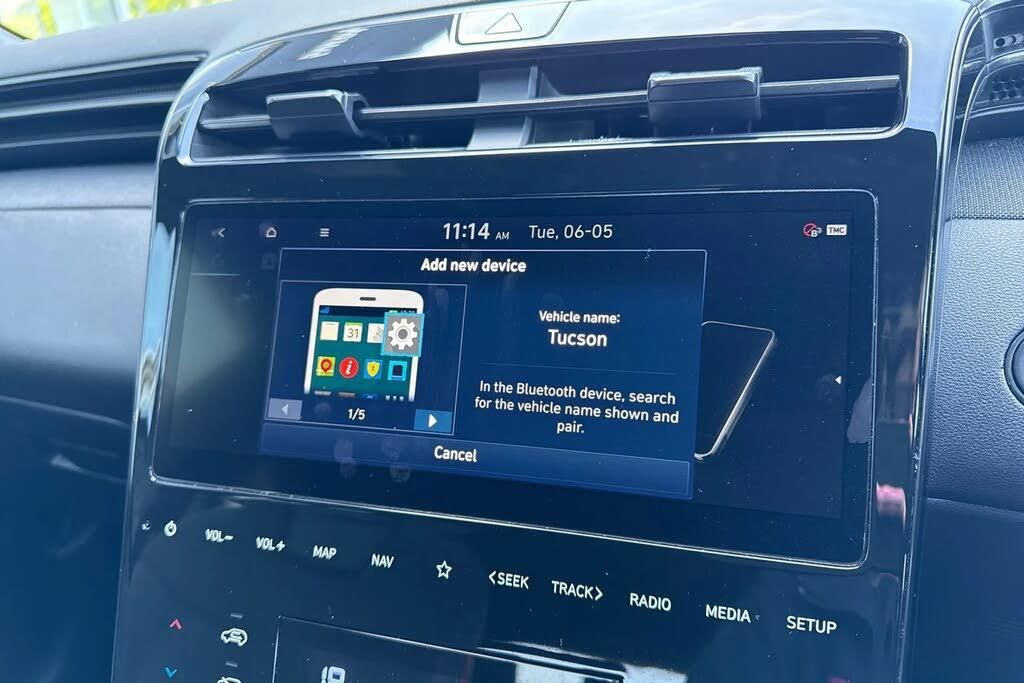 11:14 AM Tue, 06-05
TMC
Add new device
31
Vehicle name:
Tucson
In the Bluetooth device, search
for the vehicle name shown and
pair.
1/5
Cancel
VOL- VOL+ MAP NAV <SEEK TRACK> RADIO MEDIA SETUP